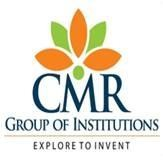 CMR
GROUP OF INSTITUTIONS
EXPLORE TO INVENT